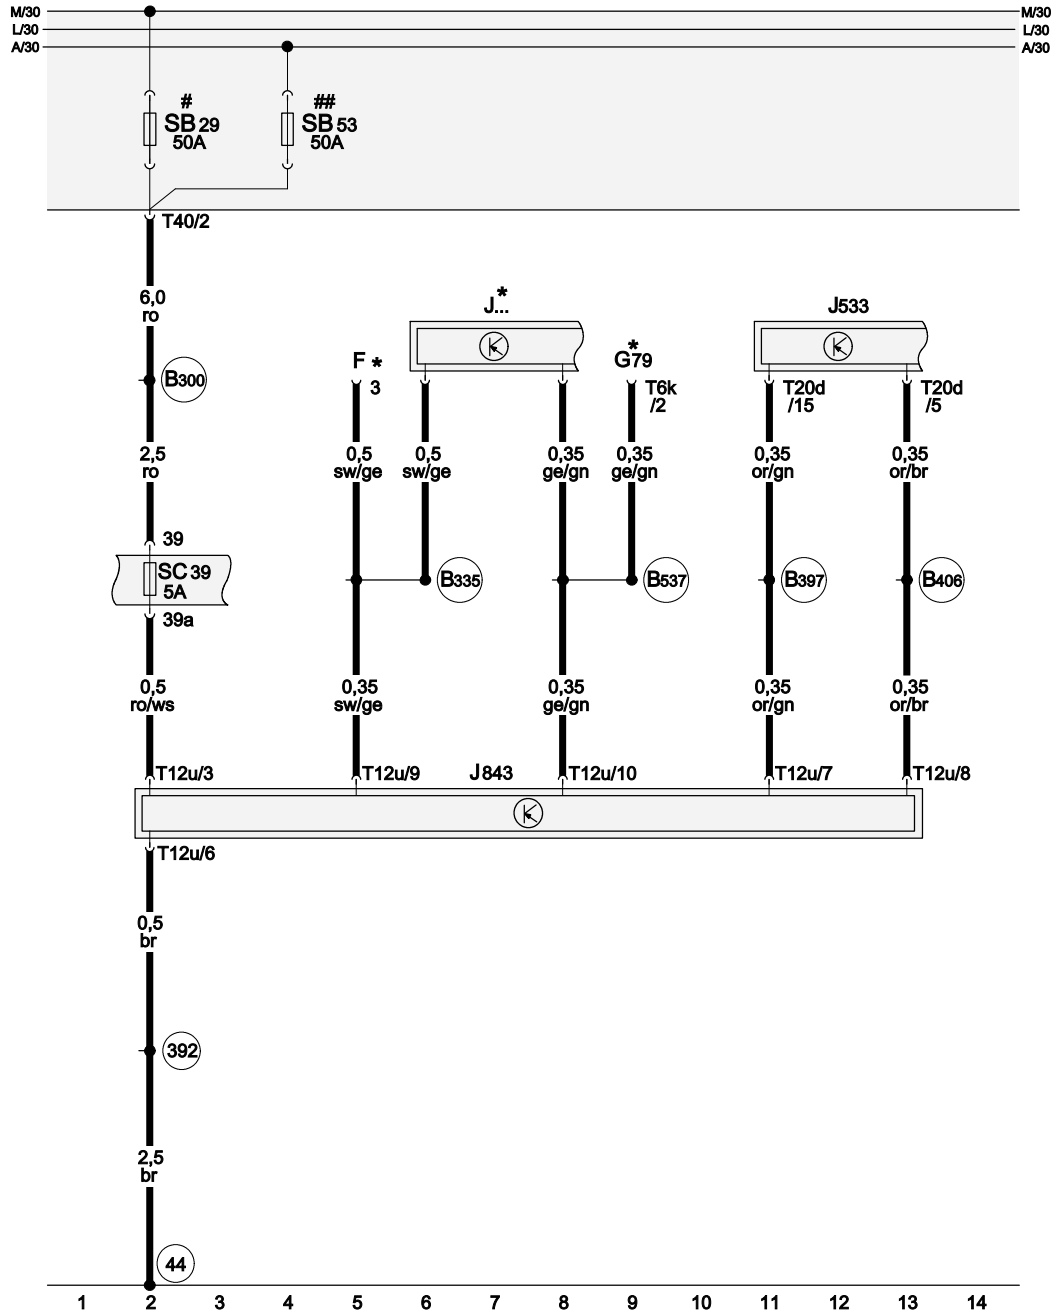 M/30 M/30
L/30 L/30
A/30 A/30
# ##
SB 29 SB 53
50A 50A
T40/2
6,0
ro
B300
2,5
ro
39
SC 39
5A
39a
0,5
ro/ws
T12u/3
J...*
J533
F *
3
G79
*
T6k
/2
T20d
/15
T20d
/5
0,5 0,5 0,35 0,35 0,35 0,35
sw/ge sw/ge ge/gn ge/gn or/gn or/br
B335 B537 B397 B406
0,35 0,35 0,35 0,35
sw/ge ge/gn or/gn or/br
T12u/9 J843 T12u/10 T12u/7 T12u/8
T12u/6
0,5
br
392
2,5
br
44
1 2 3 4 5 6 7 8 9 10 11 12 13 14